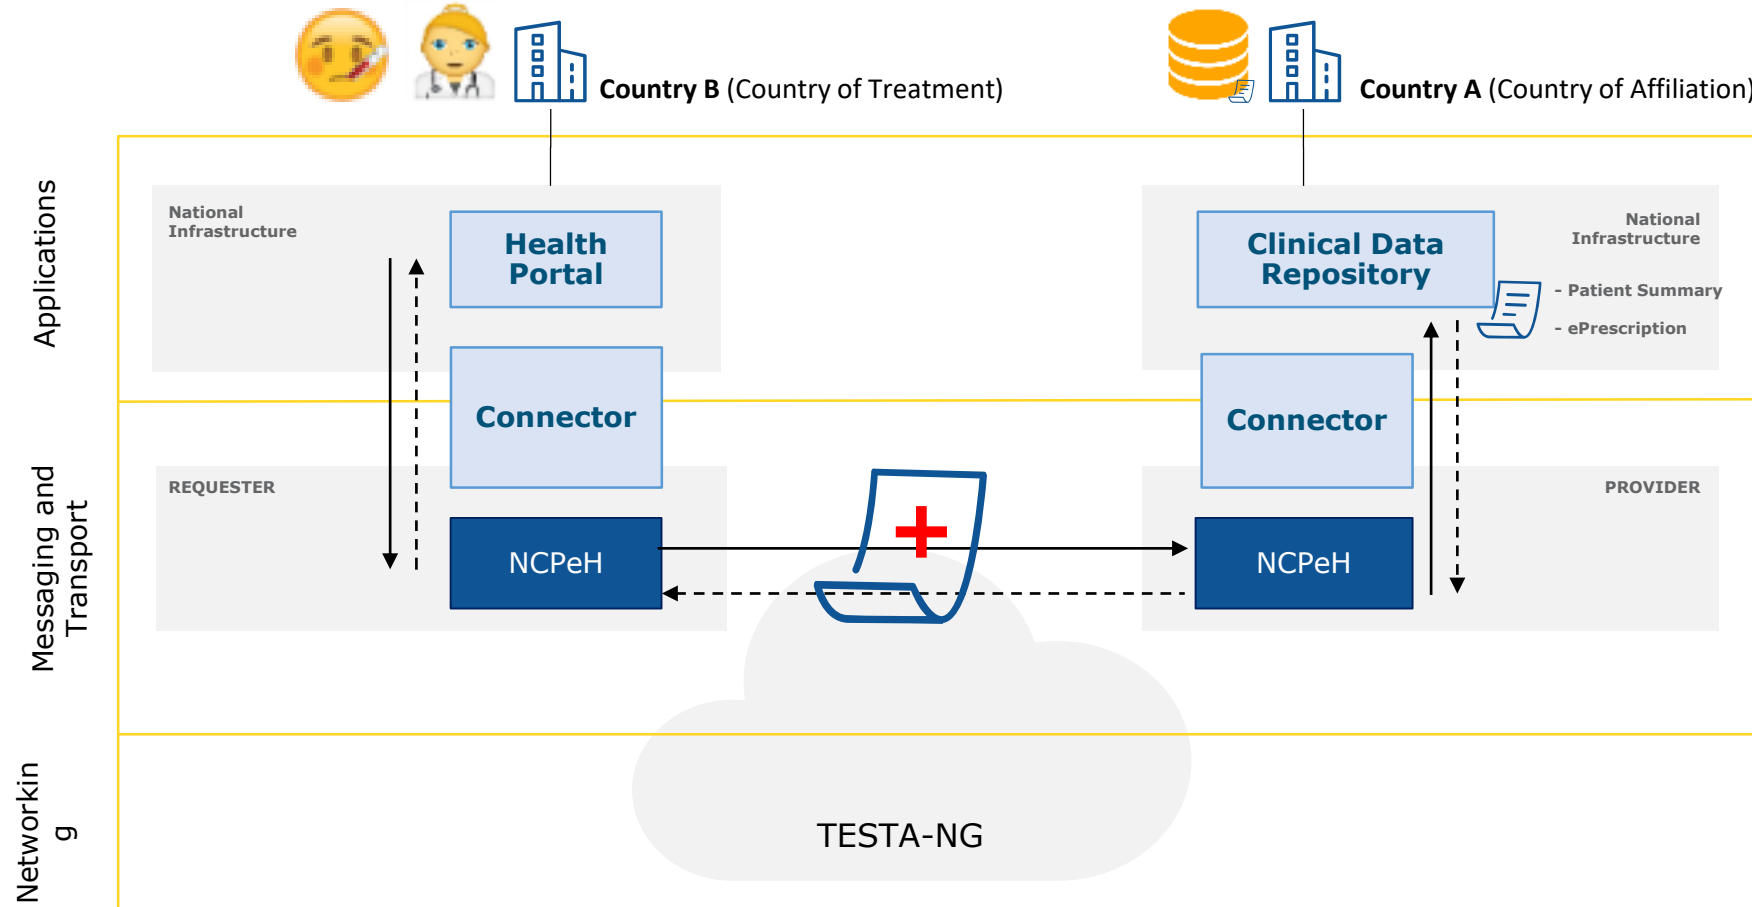 Country B (Country of Treatment)
Country A (Country of Affiliation)
Applications
National
Infrastructure
Health
Portal
Clinical Data
Repository
National
Infrastructure
- Patient Summary
- ePrescription
Connector
Connector
Messaging and
Transport
REQUESTER
PROVIDER
NCPeH
NCPeH
Networkin
g
TESTA-NG